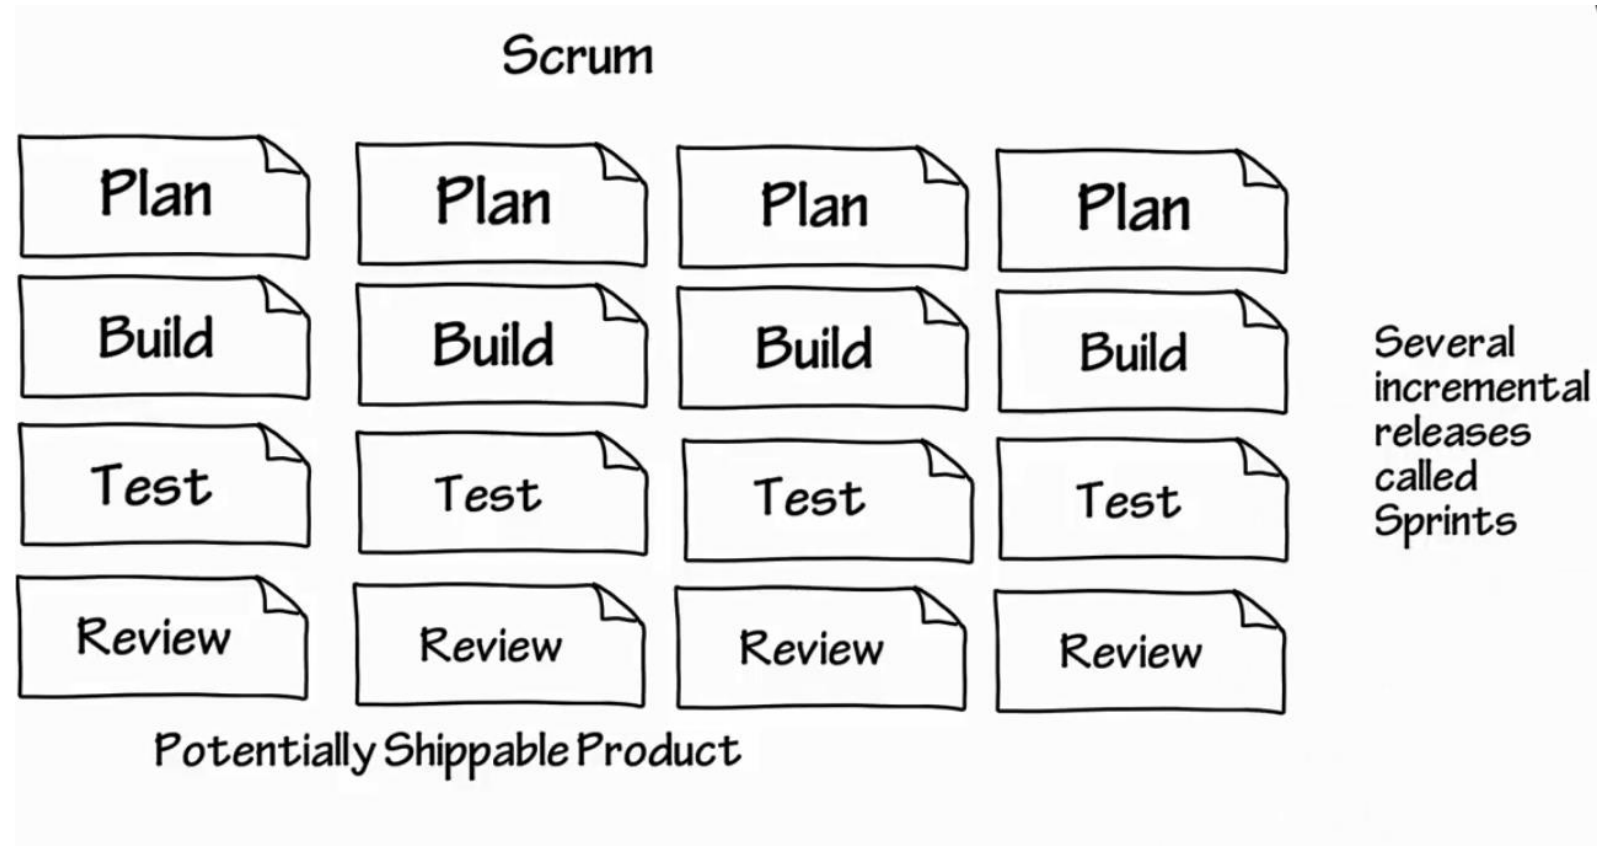 Scrum
Plan Plan Plan Plan
Build Build Build Build
Test Test Test Test
Review Review Review Review
Several
incremental
releases
called
Sprints
Potentially Shippable Product